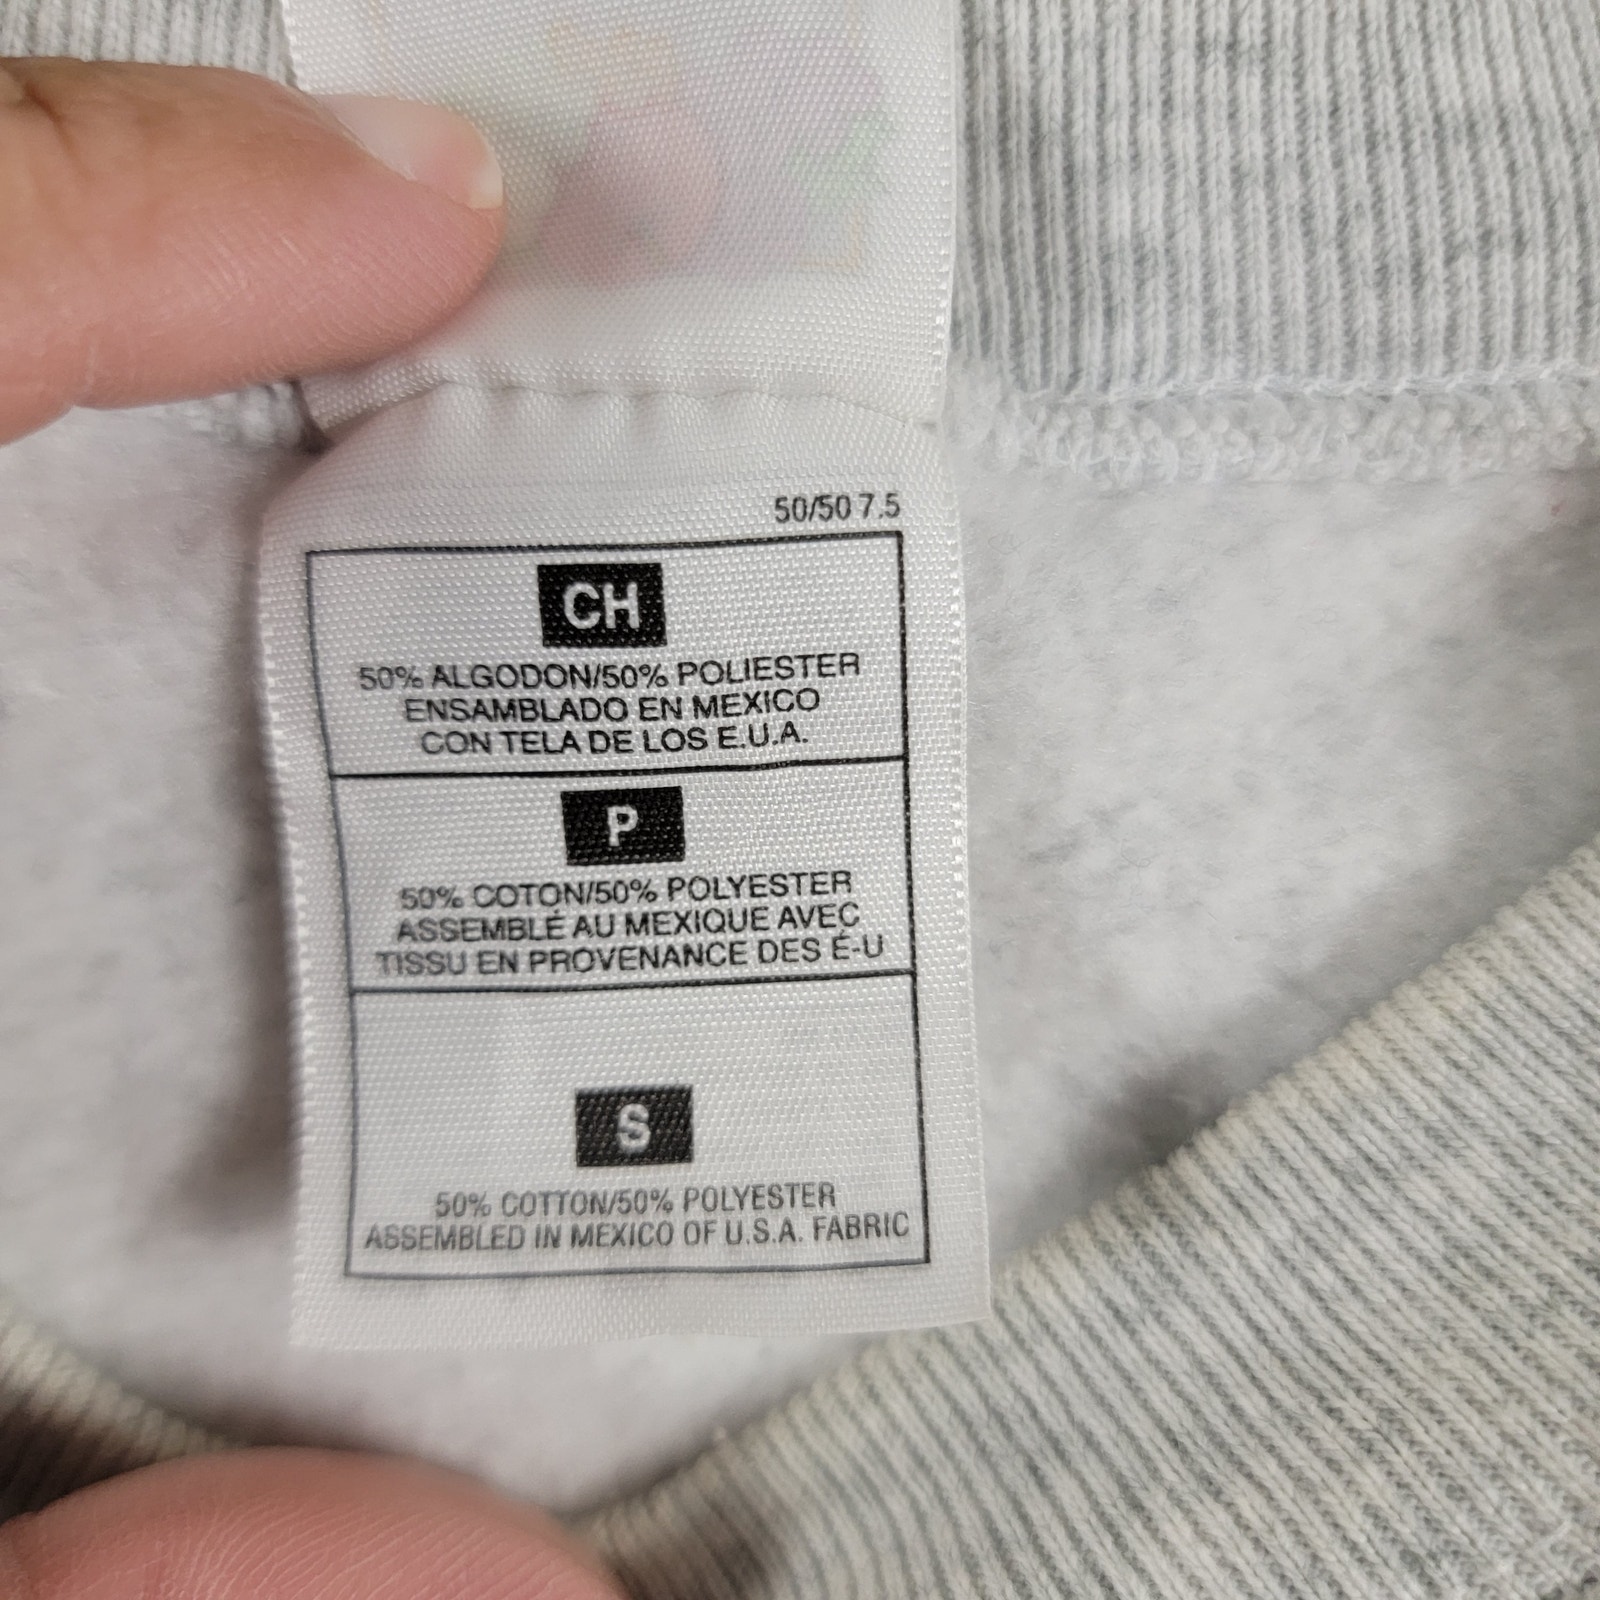 50/50 7.5
CH
50% ALGODON/50% POLIESTER
ENSAMBLADO EN MEXICO
CON TELA DE LOS E.U.A.
P
50% COTON/50% POLYESTER
ASSEMBLÉ AU MEXIQUE AVEC
TISSU EN PROVENANCE DES É-U
S
50% COTTON/50% POLYESTER
ASSEMBLED IN MEXICO OF U.S.A. FABRIC